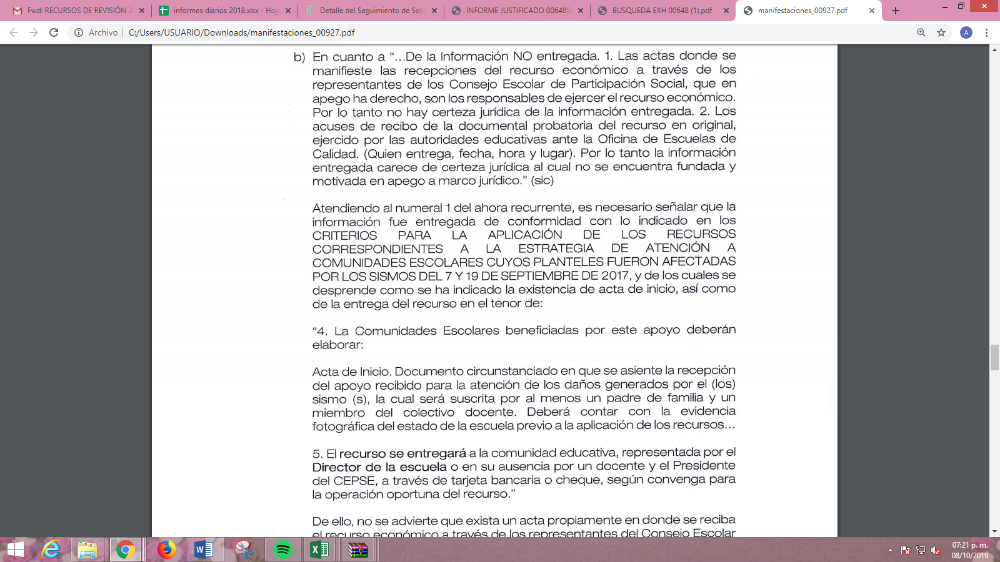 Fwd: RECURSOS DE REVISIÓN 2
informes diarios 2018.xlsx - Hoj
Detalle del Seguimiento de Soli
INFORME JUSTIFICADO 00648
BUSQUEDA EXH 00648 (1).pdf
manifestaciones_00927.pdf
Archivo
C:/Users/USUARIO/Downloads/manifestaciones_00927.pdf
A
b) En cuanto a “...De la Información NO entregada. 1. Las actas donde se
manifieste las recepciones del recurso económico a través de los
representantes de los Consejo Escolar de Participación Social, que en
apego ha derecho, son los responsables de ejercer el recurso económico.
Por lo tanto no hay certeza jurídica de la información entregada. 2. Los
acuses de recibo de la documental probatoria del recurso en original,
ejercido por las autoridades educativas ante la Oficina de Escuelas de
Calidad. (Quien entrega, fecha, hora y lugar). Por lo tanto la información
entregada carece de certeza jurídica al cual no se encuentra fundada y
motivada en apego a marco jurídico.” (sic)
Atendiendo al numeral 1 del ahora recurrente, es necesario señalar que la
información fue entregada de conformidad con lo indicado en los
CRITERIOS PARA LA APLICACIÓN DE LOS RECURSOS
CORRESPONDIENTES A LA ESTRATEGIA DE ATENCIÓN A
COMUNIDADES ESCOLARES CUYOS PLANTELES FUERON AFECTADAS
POR LOS SISMOS DEL 7 Y 19 DE SEPTIEMBRE DE 2017, y de los cuales se
desprende como se ha indicado la existencia de acta de inicio, así como
de la entrega del recurso en el tenor de:
“4. La Comunidades Escolares beneficiadas por este apoyo deberán
elaborar:
Acta de Inicio. Documento circunstanciado en que se asiente la recepción
del apoyo recibido para la atención de los daños generados por el (los)
sismo (s), la cual será suscrita por al menos un padre de familia y un
miembro del colectivo docente. Deberá contar con la evidencia
fotográfica del estado de la escuela previo a la aplicación de los recursos...
5. El recurso se entregará a la comunidad educativa, representada por el
Director de la escuela o en su ausencia por un docente y el Presidente
del CEPSE, a través de tarjeta bancaria o cheque, según convenga para
la operación oportuna del recurso.”
De ello, no se advierte que exista un acta propiamente en donde se reciba
el recurso económico a través de los representantes del Consejo Escolar
07:21 p. m.
08/10/2019